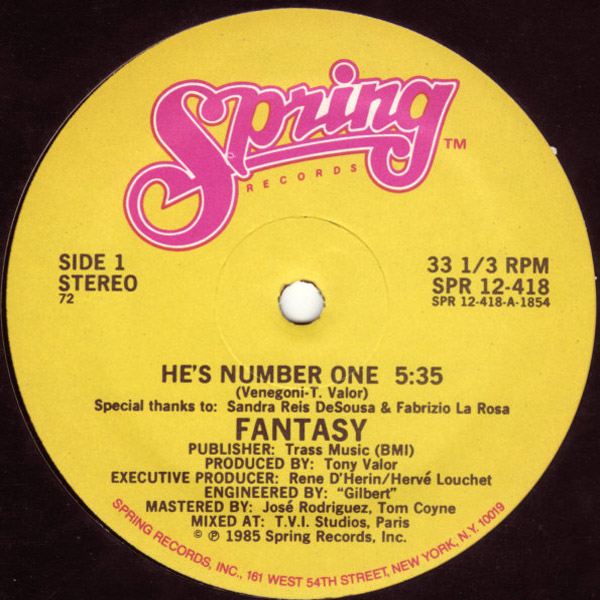 Spring TM
RECORDS
SIDE 1
STEREO
72
33 1/3 RPM
SPR 12-418
SPR 12-418-A-1854
HE'S NUMBER ONE 5:35
(Venegoni-T. Valor)
Special thanks to: Sandra Reis DeSousa & Fabrizio La Rosa
FANTASY
PUBLISHER: Trass Music (BMI)
PRODUCED BY: Tony Valor
EXECUTIVE PRODUCER: Rene D'Herin/Hervé Louchet
ENGINEERED BY: "Gilbert"
MASTERED BY: José Rodriguez, Tom Coyne
MIXED AT: T.V.I. Studios, Paris
© ℗ 1985 Spring Records, Inc.
SPRING RECORDS, INC., 161 WEST 54TH STREET, NEW YORK, N.Y. 10019